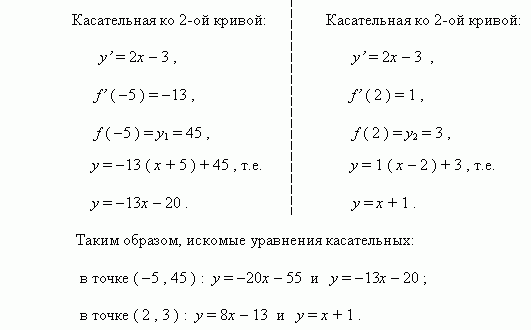 Касательная ко 2-ой кривой:
y’ = 2x – 3 ,
f’ ( –5 ) = –13 ,
f ( –5 ) = y₁ = 45 ,
y = –13 ( x + 5 ) + 45 , т.е.
y = –13x – 20 .
Касательная ко 2-ой кривой:
y’ = 2x – 3 ,
f’ ( 2 ) = 1 ,
f ( 2 ) = y₂ = 3 ,
y = 1 ( x – 2 ) + 3 , т.е.
y = x + 1 .
Таким образом, искомые уравнения касательных:
в точке ( –5 , 45 ) : y = –20x – 55 и y = –13x – 20 ;
в точке ( 2 , 3 ) : y = 8x – 13 и y = x + 1 .